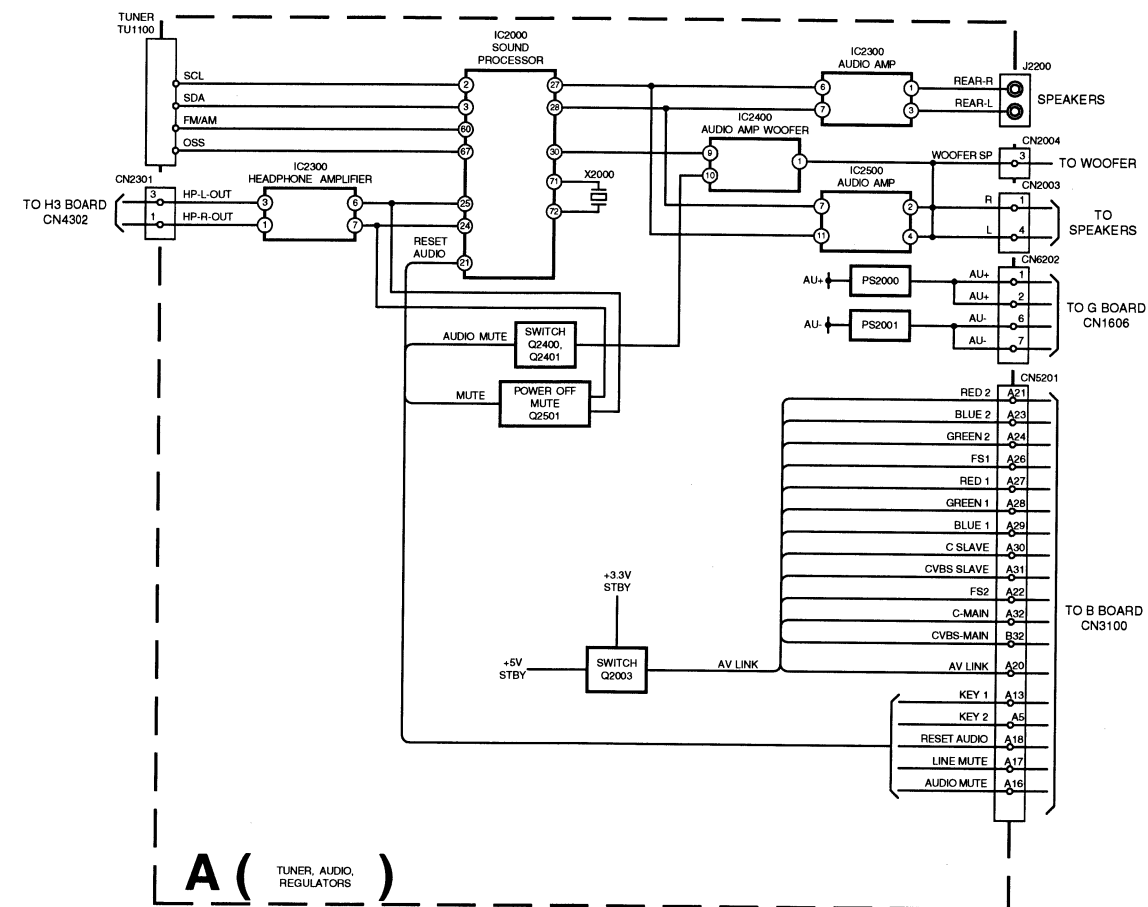 TUNER
TU1100
SCL
SDA
FM/AM
OSS
IC2000
SOUND
PROCESSOR
2
3
60
67
25
24
21
27
28
30
71
72
X2000
IC2300
AUDIO AMP
6
7
1
3
REAR-R
REAR-L
J2200
SPEAKERS
IC2400
AUDIO AMP WOOFER
9
10
1
WOOFER SP
CN2004
3
TO WOOFER
IC2500
AUDIO AMP
7
11
2
4
R
L
CN2003
1
4
TO
SPEAKERS
CN2301
3
1
HP-L-OUT
HP-R-OUT
TO H3 BOARD
CN4302
IC2300
HEADPHONE AMPLIFIER
3
1
6
7
RESET
AUDIO
AUDIO MUTE
SWITCH
Q2400,
Q2401
MUTE
POWER OFF
MUTE
Q2501
AU+
PS2000
AU-
PS2001
CN6202
AU+ 1
AU+ 2
AU- 6
AU- 7
TO G BOARD
CN1606
CN5201
RED 2 A21
BLUE 2 A23
GREEN 2 A24
FS1 A26
RED 1 A27
GREEN 1 A28
BLUE 1 A29
C SLAVE A30
CVBS SLAVE A31
FS2 A22
C-MAIN A32
CVBS-MAIN B32
AV LINK A20
KEY 1 A13
KEY 2 A5
RESET AUDIO A18
LINE MUTE A17
AUDIO MUTE A16
TO B BOARD
CN3100
+3.3V
STBY
+5V
STBY
SWITCH
Q2003
AV LINK
A ( TUNER, AUDIO,
REGULATORS )